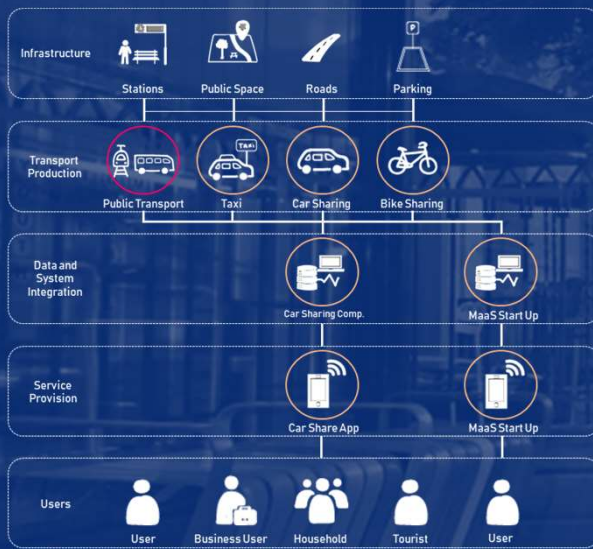 Infrastructure
Stations
Public Space
Roads
P
Parking
Transport
Production
TAXI
Public Transport
Taxi
Car Sharing
Bike Sharing
Data and
System
Integration
Car Sharing Comp.
MaaS Start Up
Service
Provision
Car Share App
MaaS Start Up
Users
User
Business User
Household
Tourist
User